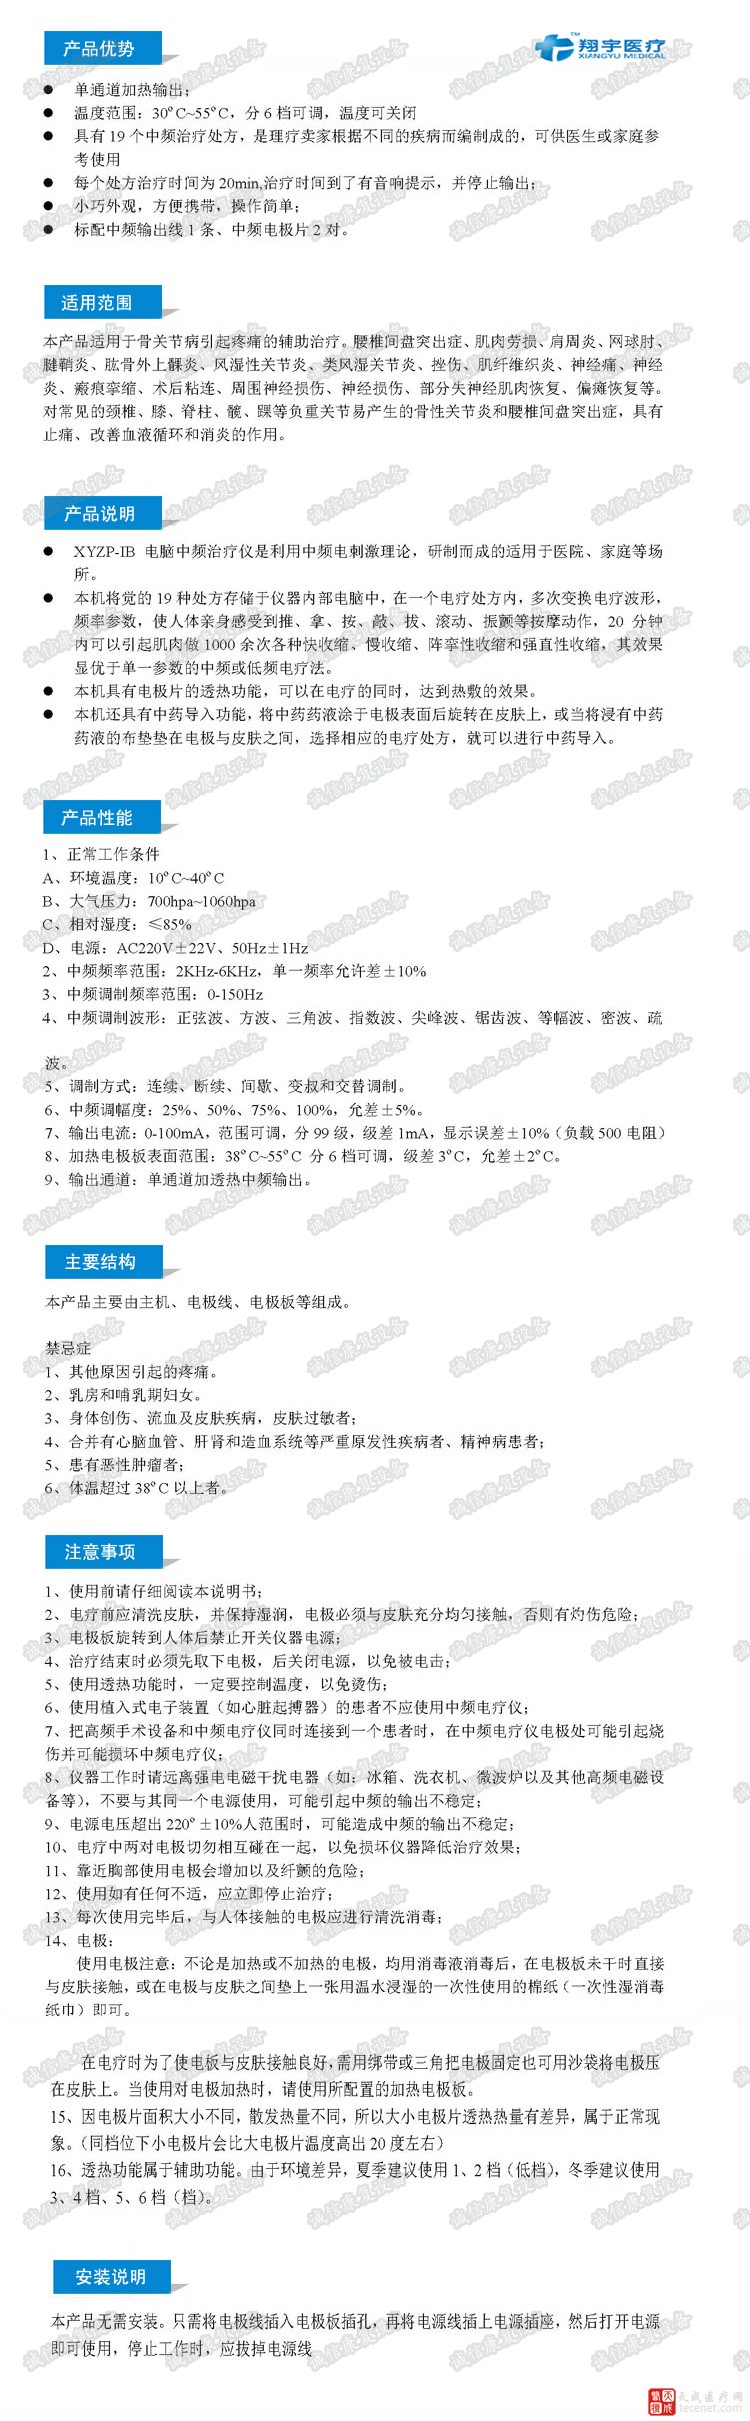 产品优势
翔宇医疗
XIANGYU MEDICAL
TM
● 单通道加热输出；
● 温度范围：30°C~55°C，分 6 档可调，温度可关闭
● 具有 19 个中频治疗处方，是理疗卖家根据不同的疾病而编制成的，可供医生或家庭参
考使用
● 每个处方治疗时间为 20min,治疗时间到了有音响提示，并停止输出；
● 小巧外观，方便携带，操作简单；
● 标配中频输出线 1 条、中频电极片 2 对。
适用范围
本产品适用于骨关节病引起疼痛的辅助治疗。腰椎间盘突出症、肌肉劳损、肩周炎、网球肘、
腱鞘炎、肱骨外上髁炎、风湿性关节炎、类风湿关节炎、挫伤、肌纤维织炎、神经痛、神经
炎、瘢痕挛缩、术后粘连、周围神经损伤、神经损伤、部分失神经肌肉恢复、偏瘫恢复等。
对常见的颈椎、膝、脊柱、髋、踝等负重关节易产生的骨性关节炎和腰椎间盘突出症，具有
止痛、改善血液循环和消炎的作用。
产品说明
● XYZP-IB 电脑中频治疗仪是利用中频电刺激理论，研制而成的适用于医院、家庭等场
所。
● 本机将觉的 19 种处方存储于仪器内部电脑中，在一个电疗处方内，多次变换电疗波形，
频率参数，使人体亲身感受到推、拿、按、敲、拔、滚动、振颤等按摩动作，20 分钟
内可以引起肌肉做 1000 余次各种快收缩、慢收缩、阵挛性收缩和强直性收缩，其效果
显优于单一参数的中频或低频电疗法。
● 本机具有电极片的透热功能，可以在电疗的同时，达到热敷的效果。
● 本机还具有中药导入功能，将中药药液涂于电极表面后旋转在皮肤上，或当将浸有中药
药液的布垫垫在电极与皮肤之间，选择相应的电疗处方，就可以进行中药导入。
产品性能
1、正常工作条件
A、环境温度：10°C~40°C
B、大气压力：700hpa~1060hpa
C、相对湿度：≤85%
D、电源：AC220V±22V、50Hz±1Hz
2、中频频率范围：2KHz-6KHz，单一频率允许差±10%
3、中频调制频率范围：0-150Hz
4、中频调制波形：正弦波、方波、三角波、指数波、尖峰波、锯齿波、等幅波、密波、疏
波。
5、调制方式：连续、断续、间歇、变叔和交替调制。
6、中频调幅度：25%、50%、75%、100%，允差±5%。
7、输出电流：0-100mA，范围可调，分 99 级，级差 1mA，显示误差±10%（负载 500 电阻）
8、加热电极板表面范围：38°C~55°C 分 6 档可调，级差 3°C，允差±2°C。
9、输出通道：单通道加透热中频输出。
主要结构
本产品主要由主机、电极线、电极板等组成。
禁忌症
1、其他原因引起的疼痛。
2、乳房和哺乳期妇女。
3、身体创伤、流血及皮肤疾病，皮肤过敏者；
4、合并有心脑血管、肝肾和造血系统等严重原发性疾病者、精神病患者；
5、患有恶性肿瘤者；
6、体温超过 38°C 以上者。
注意事项
1、使用前请仔细阅读本说明书；
2、电疗前应清洗皮肤，并保持湿润，电极必须与皮肤充分均匀接触，否则有灼伤危险；
3、电极板旋转到人体后禁止开关仪器电源；
4、治疗结束时必须先取下电极，后关闭电源，以免被电击；
5、使用透热功能时，一定要控制温度，以免烫伤；
6、使用植入式电子装置（如心脏起搏器）的患者不应使用中频电疗仪；
7、把高频手术设备和中频电疗仪同时连接到一个患者时，在中频电疗仪电极处可能引起烧
伤并可能损坏中频电疗仪；
8、仪器工作时请远离强电电磁干扰电器（如：冰箱、洗衣机、微波炉以及其他高频电磁设
备等），不要与其同一个电源使用，可能引起中频的输出不稳定；
9、电源电压超出 220°±10%人范围时，可能造成中频的输出不稳定；
10、电疗中两对电极切勿相互碰在一起，以免损坏仪器降低治疗效果；
11、靠近胸部使用电极会增加以及纤颤的危险；
12、使用如有任何不适，应立即停止治疗；
13、每次使用完毕后，与人体接触的电极应进行清洗消毒；
14、电极：
使用电极注意：不论是加热或不加热的电极，均用消毒液消毒后，在电极板未干时直接
与皮肤接触，或在电极与皮肤之间垫上一张用温水浸湿的一次性使用的棉纸（一次性湿消毒
纸巾）即可。
在电疗时为了使电板与皮肤接触良好,需用绑带或三角把电极固定也可用沙袋将电极压
在皮肤上。当使用对电极加热时，请使用所配置的加热电极板。
15、因电极片面积大小不同，散发热量不同，所以大小电极片透热热量有差异，属于正常现
象。（同档位下小电极片会比大电极片温度高出 20 度左右）
16、透热功能属于辅助功能。由于环境差异，夏季建议使用 1、2 档（低档），冬季建议使用
3、4 档、5、6 档（档）。
安装说明
本产品无需安装。只需将电极线插入电极板插孔，再将电源线插上电源插座，然后打开电源
即可使用，停止工作时，应拔掉电源线
诚信康复设备
天成医疗网
tecenet.com